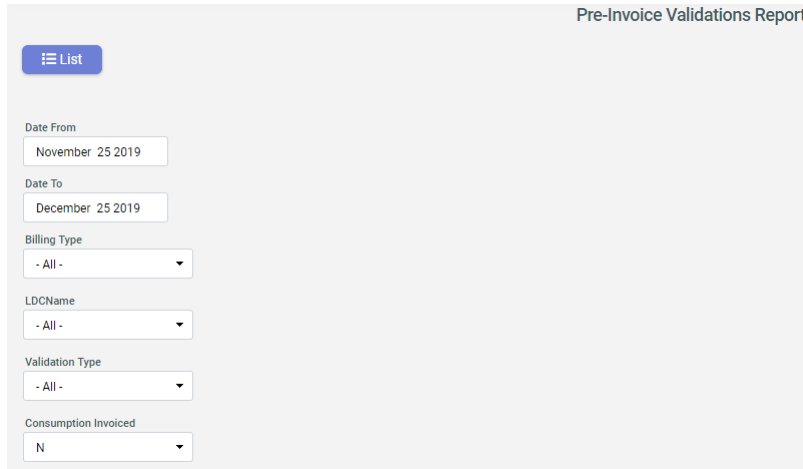 Pre-Invoice Validations Report
List
Date From
November 25 2019
Date To
December 25 2019
Billing Type
- All -
LDCName
- All -
Validation Type
- All -
Consumption Invoiced
N